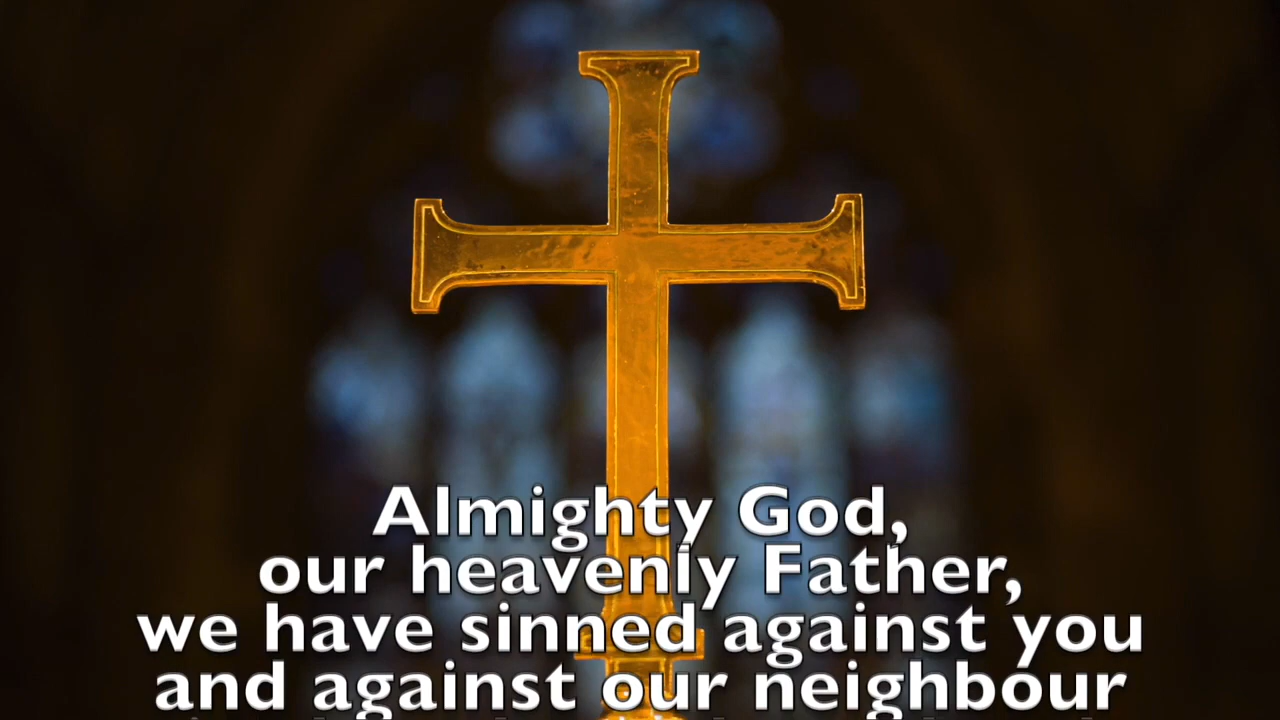 Almighty God,
our heavenly Father,
we have sinned against you
and against our neighbour